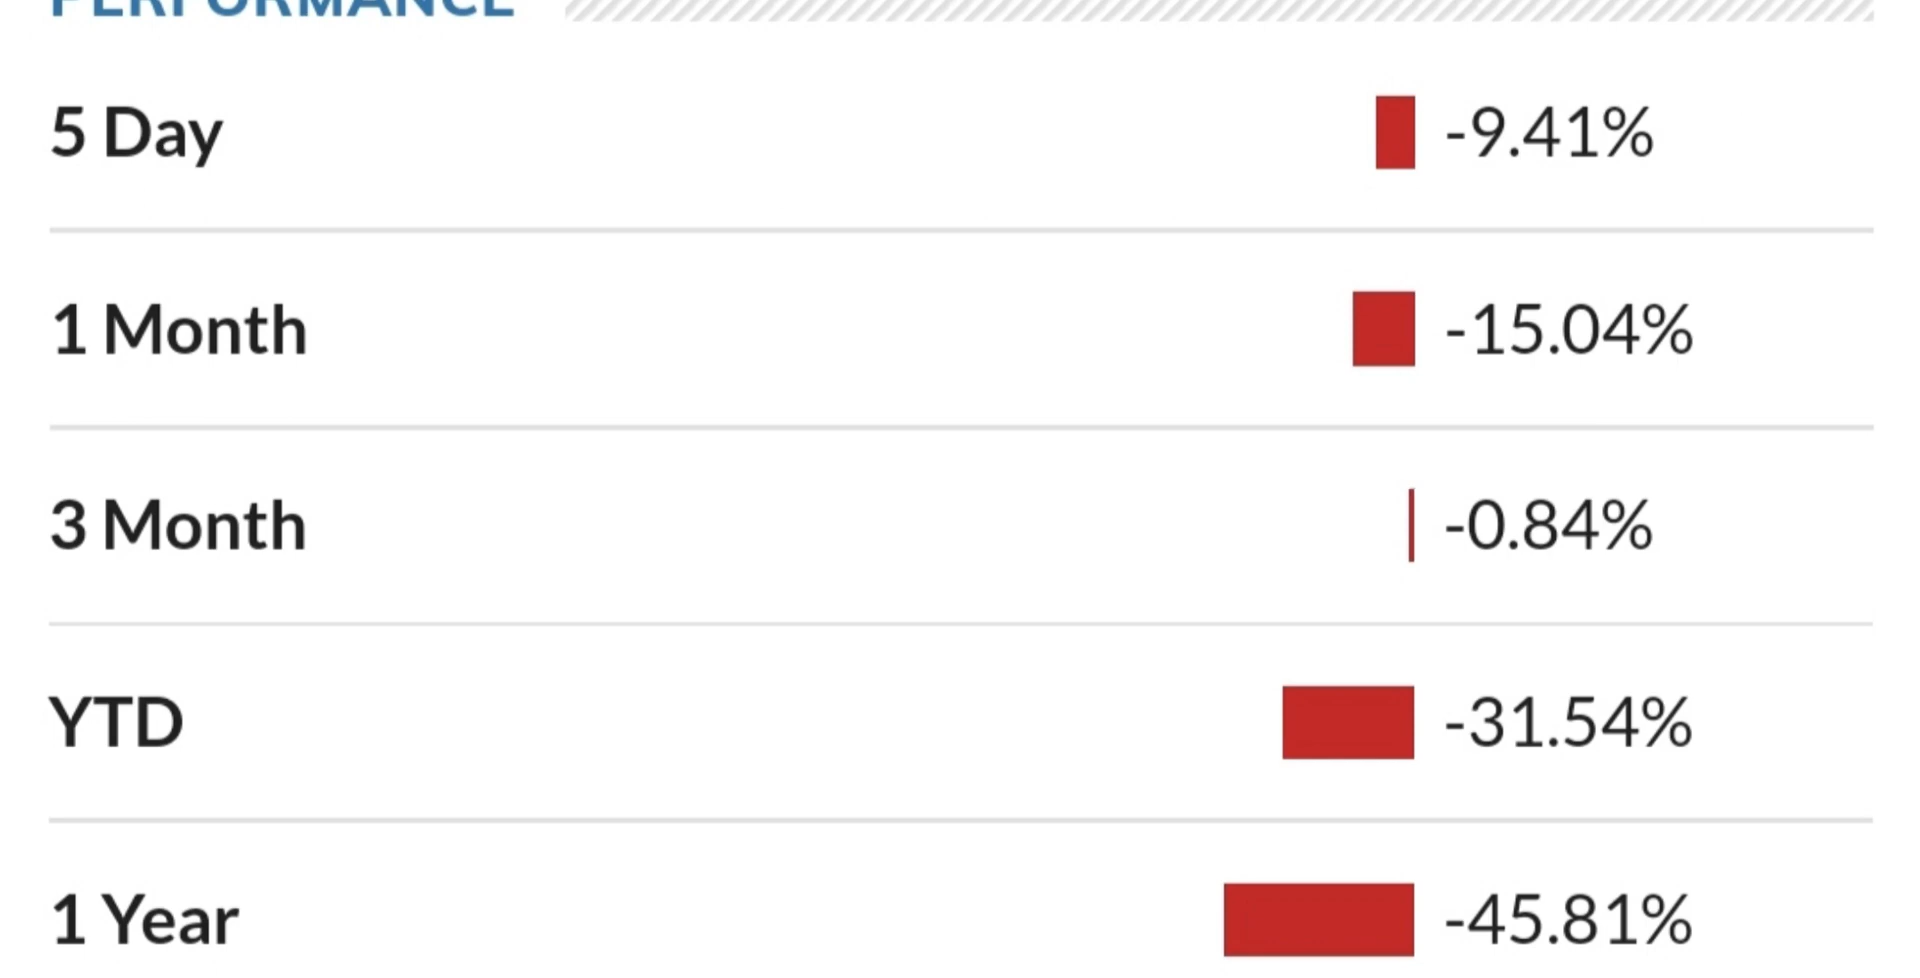 PERFORMANCE
5 Day -9.41%
1 Month -15.04%
3 Month -0.84%
YTD -31.54%
1 Year -45.81%